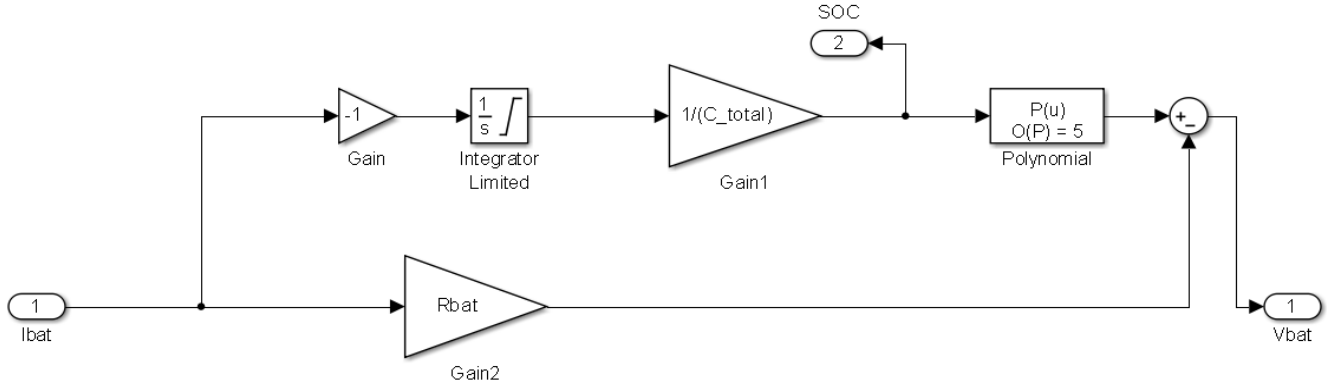 SOC
2
-1
Gain
1
s
Integrator
Limited
1/(C_total)
Gain1
P(u)
O(P) = 5
Polynomial
+
-
1
Ibat
Rbat
Gain2
1
Vbat